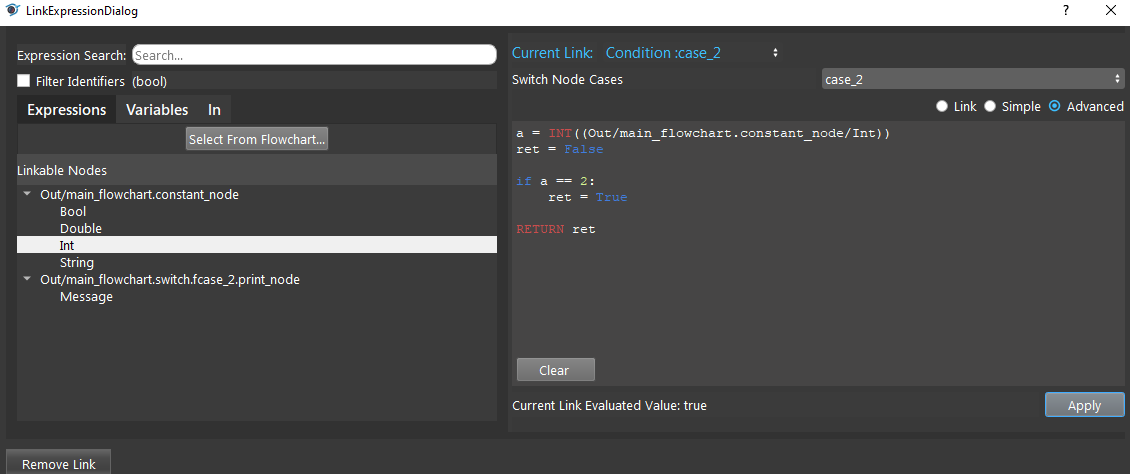 LinkExpressionDialog
?
Expression Search: Search...
Filter Identifiers (bool)
Expressions Variables In
Select From Flowchart...
Linkable Nodes
Out/main_flowchart.constant_node
Bool
Double
Int
String
Out/main_flowchart.switch.fcase_2.print_node
Message
Remove Link
Current Link: Condition :case_2
Switch Node Cases case_2
Link Simple Advanced
a = INT((Out/main_flowchart.constant_node/Int))
ret = False
if a == 2:
    ret = True
RETURN ret
Clear
Current Link Evaluated Value: true Apply